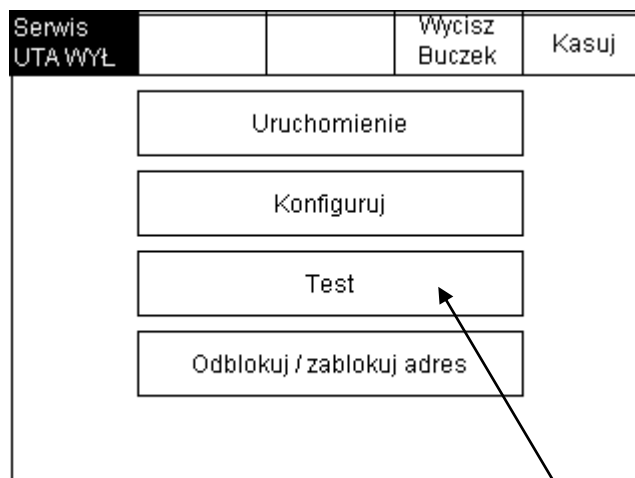 Serwis
UTA WYŁ
Wycisz
Buczek
Kasuj
Uruchomienie
Konfiguruj
Test
Odblokuj / zablokuj adres